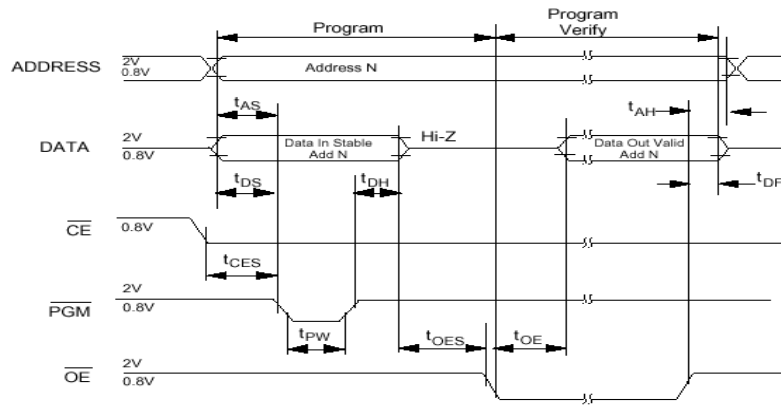 Program
Program
Verify
ADDRESS
2V
0.8V
Address N
tAS
tAH
DATA
2V
0.8V
Data In Stable
Add N
Hi-Z
Data Out Valid
Add N
tDS
tDH
tDF
CE
0.8V
tCES
PGM
2V
0.8V
tPW
tOES
tOE
OE
2V
0.8V